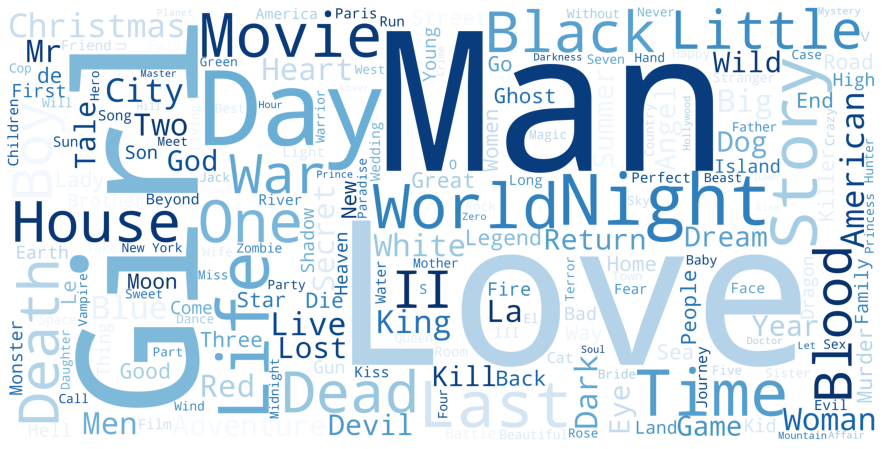 Christmas
Mr
de
First
Cop
Will
Children
Sun
Tale
Hero
Friend
City
Song
Two
Meet
Master
Son
God
Girl
Movie
America
Paris
Run
Green
Best
Hour
Day
Heart
West
Warrior
Light
War
Jack
Prince
Man
Young
Street
Black
Little
Without
Never
Planet
Mystery
Go
Darkness
Seven
Hand
Happy
Case
Road
Wild
Stranger
High
Ghost
Summer
Big
End
Crazy
Women
Country
Angel
Hollywood
Father
Magic
Dog
Island
Story
Killer
American
Hunter
Princess
Baby
Lady
Brother
Beyond
House
Earth
New York
Wife
Zombie
Moon
Miss
Sweet
One
River
Secret
Shadow
New
Paradise
Wedding
Heaven
Great
Long
World
Zero
Night
Perfect
Beast
Sky
White
Legend
Return
Dream
Mother
Love
II
La
S
O
El
III
Fire
Terror
Home
Town
Fear
Bad
Way
Baby
People
Face
Sea
Year
Dragon
Doctor
Let
Sex
Blood
Family
Murder
Death
Le
Vampire
Blue
Thing
Space
Daughter
Monster
Part
Good
Come
Dance
Three
Life
Star
Party
Die
Water
Live
Lost
King
Queen
Room
Gun
Kiss
Red
Midnight
Dead
Kill
Back
Cat
Soul
Dark
Bride
Eye
Journey
Five
Sister
Time
Evil
Woman
Call
Wind
Hell
Men
Film
Adventure
Devil
Last
Four
Battle
Beautiful
Rose
Land
Game
Kid
Mountain
Affair